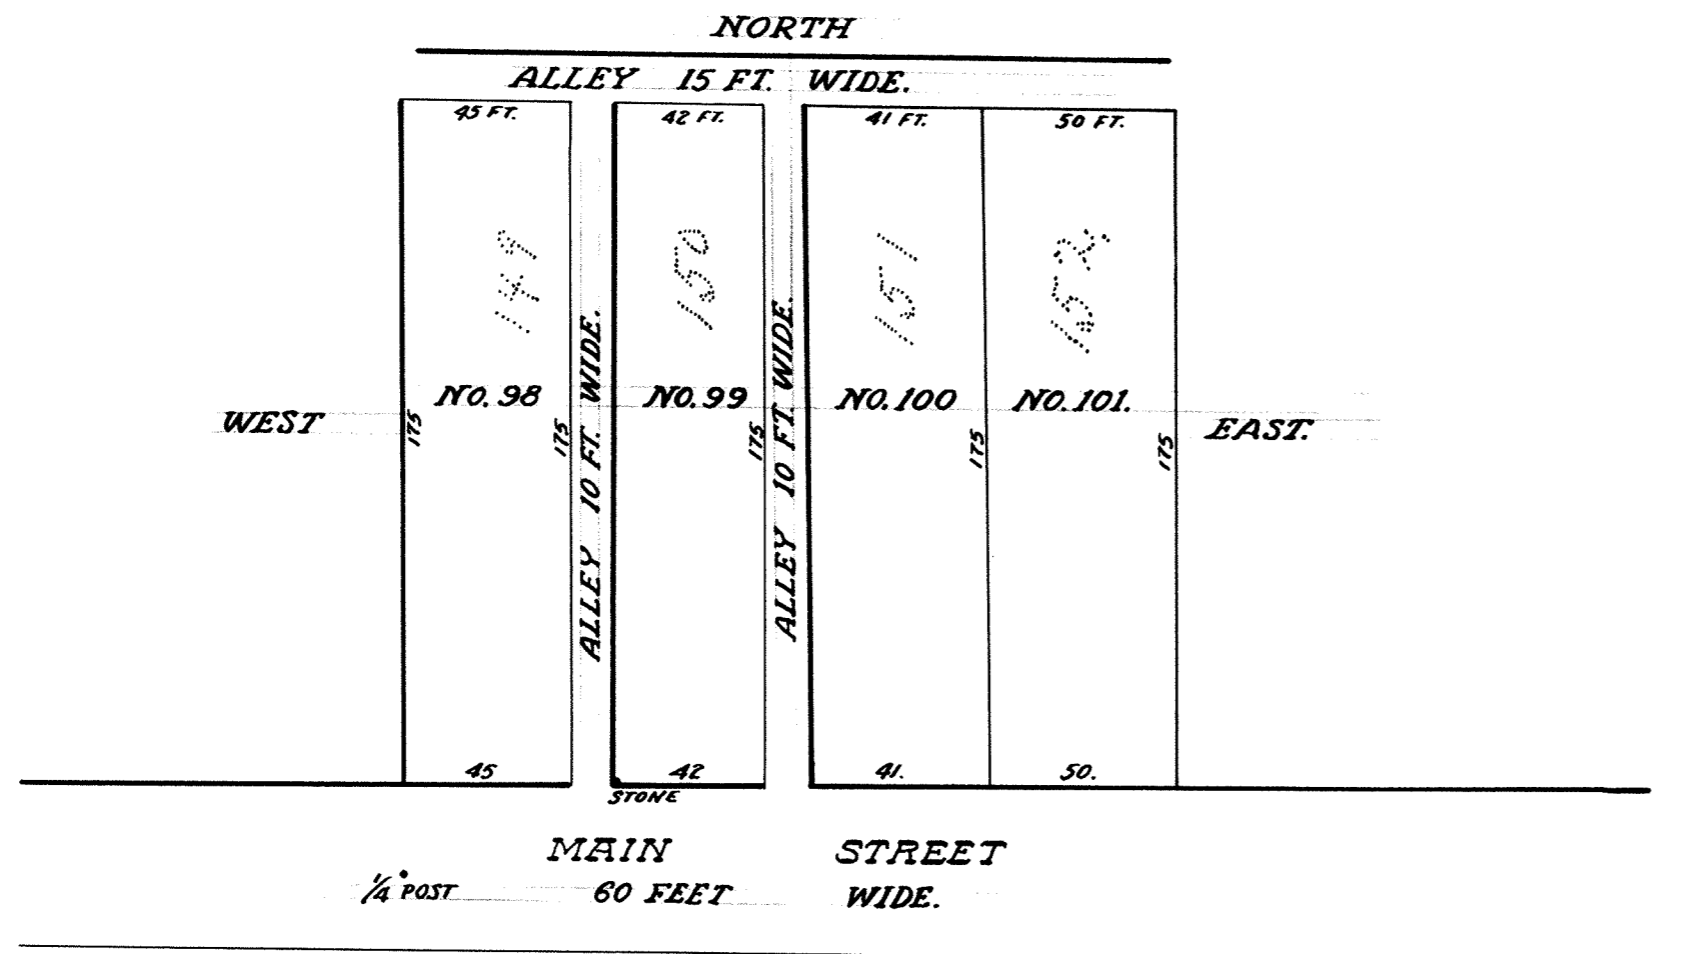 NORTH
ALLEY 15 FT. WIDE.
45 FT. 42 FT. 41 FT. 50 FT.
149 150 151 152
NO. 98 NO. 99 NO. 100 NO. 101.
WEST 175 175 175 175 175 EAST.
ALLEY 10 FT. WIDE.
ALLEY 10 FT. WIDE.
45 42 41. 50.
STONE
MAIN STREET
1/4 POST 60 FEET WIDE.